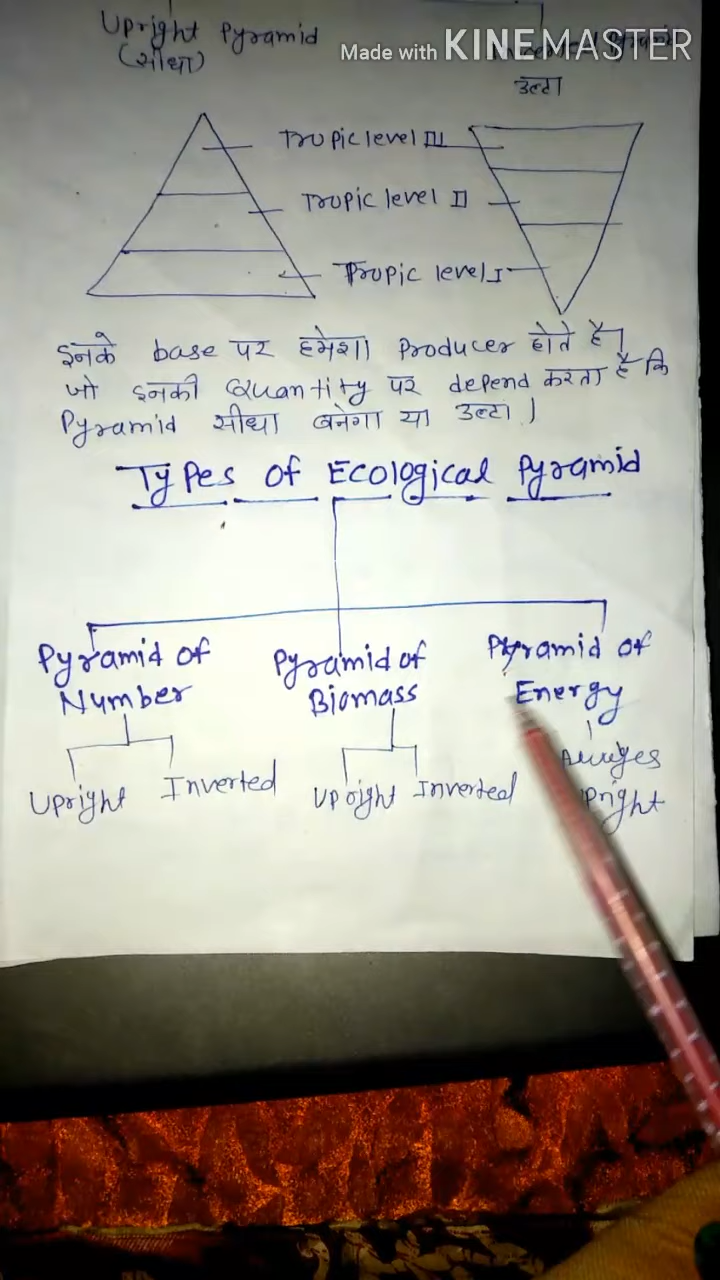 Upright Pyramid
(सीधा)
Made with KINEMASTER
उल्टा
Tropic level III
Tropic level II
Tropic level I
इनके base पर हमेशा Producer होते है।
जो इनकी Quantity पर depend करता है कि
Pyramid सीधा बनेगा या उल्टा।
Types of Ecological Pyramid
Pyramid of Number
Pyramid of Biomass
Pyramid of Energy
Upright
Inverted
Upright
Inverted